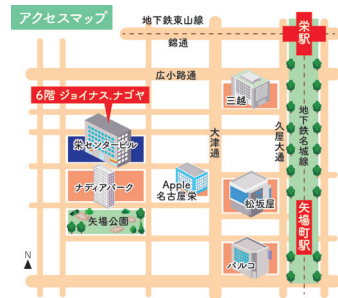 アクセスマップ
地下鉄東山線
錦通
栄駅
広小路通
6階 ジョイナス,ナゴヤ
三越
栄センタービル
大津通
久屋大通
地下鉄名城線
ナディアパーク
Apple
名古屋栄
松坂屋
矢場公園
矢場町駅
パルコ
N